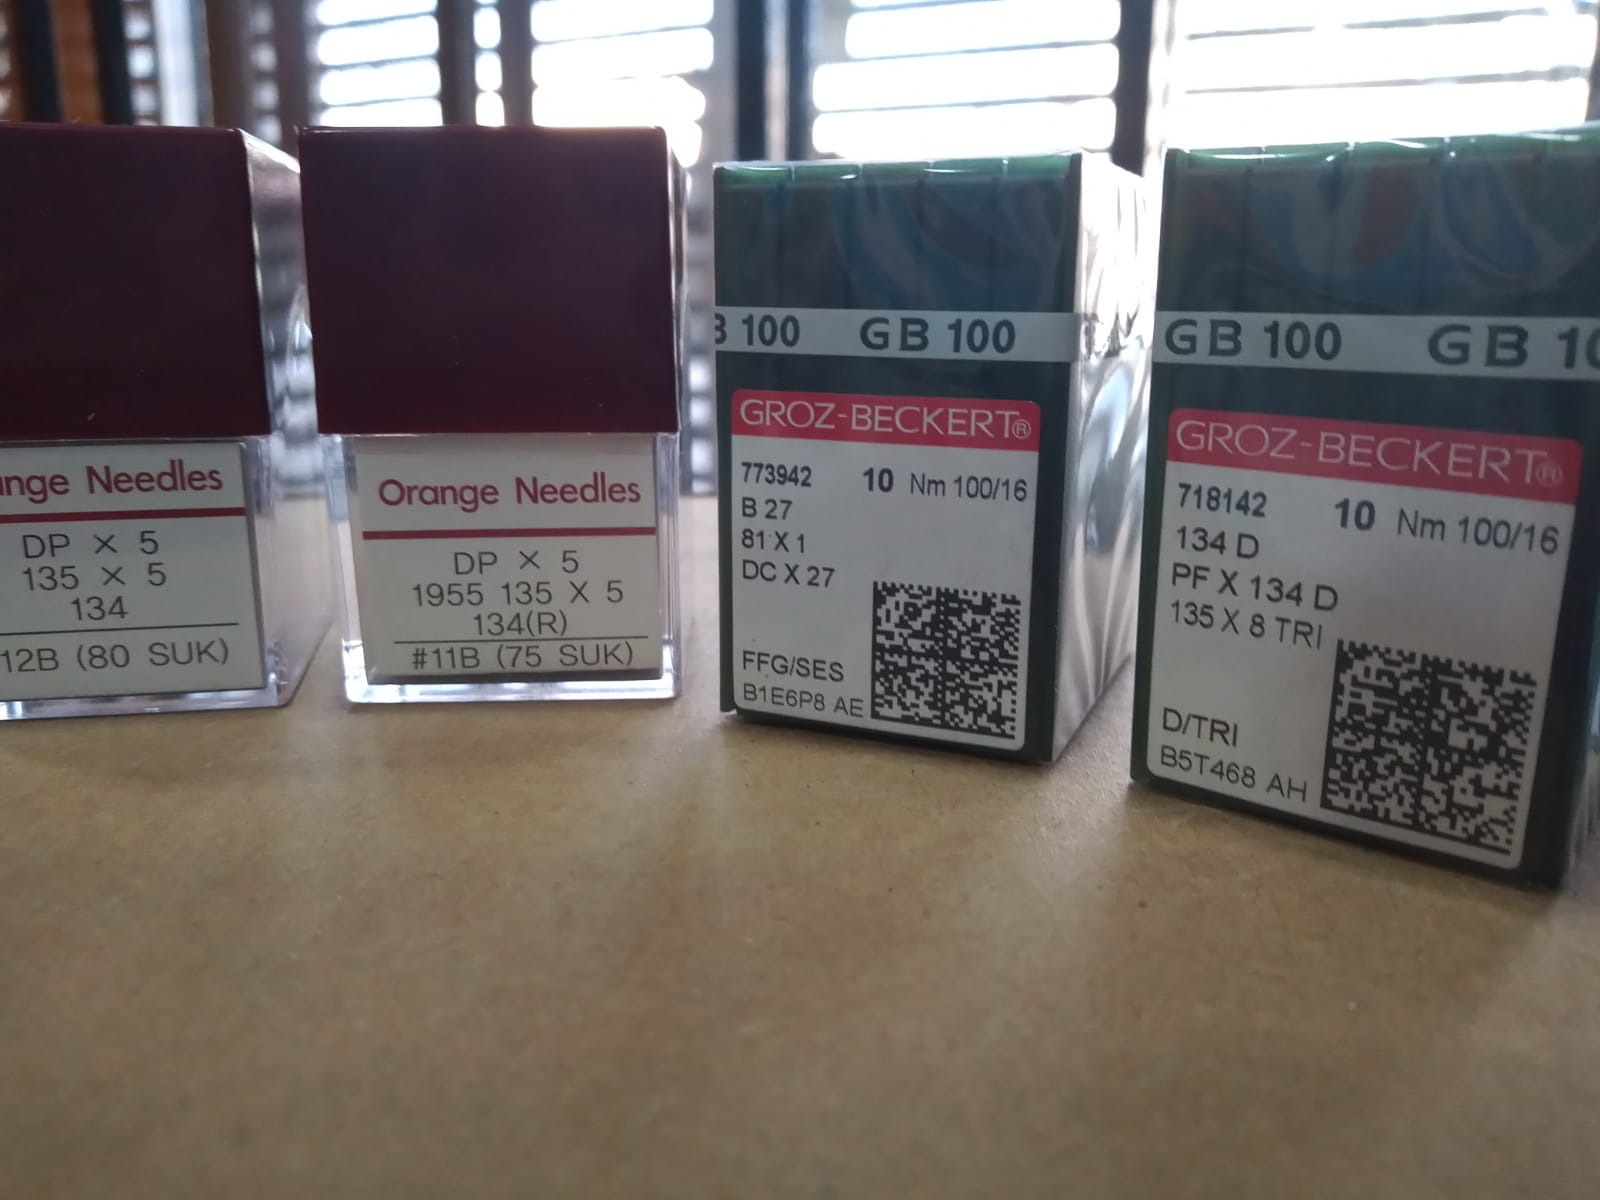 nge Needles
DP × 5
135 × 5
134
12B (80 SUK)
Orange Needles
DP × 5
1955 135 × 5
134(R)
#11B (75 SUK)
B 100 GB 100
GROZ-BECKERT®
773942 10 Nm 100/16
B 27
81 X 1
DC X 27
FFG/SES
B1E6P8 AE
GB 100 GB 10
GROZ-BECKERT®
718142 10 Nm 100/16
134 D
PF X 134 D
135 X 8 TRI
D/TRI
B5T468 AH